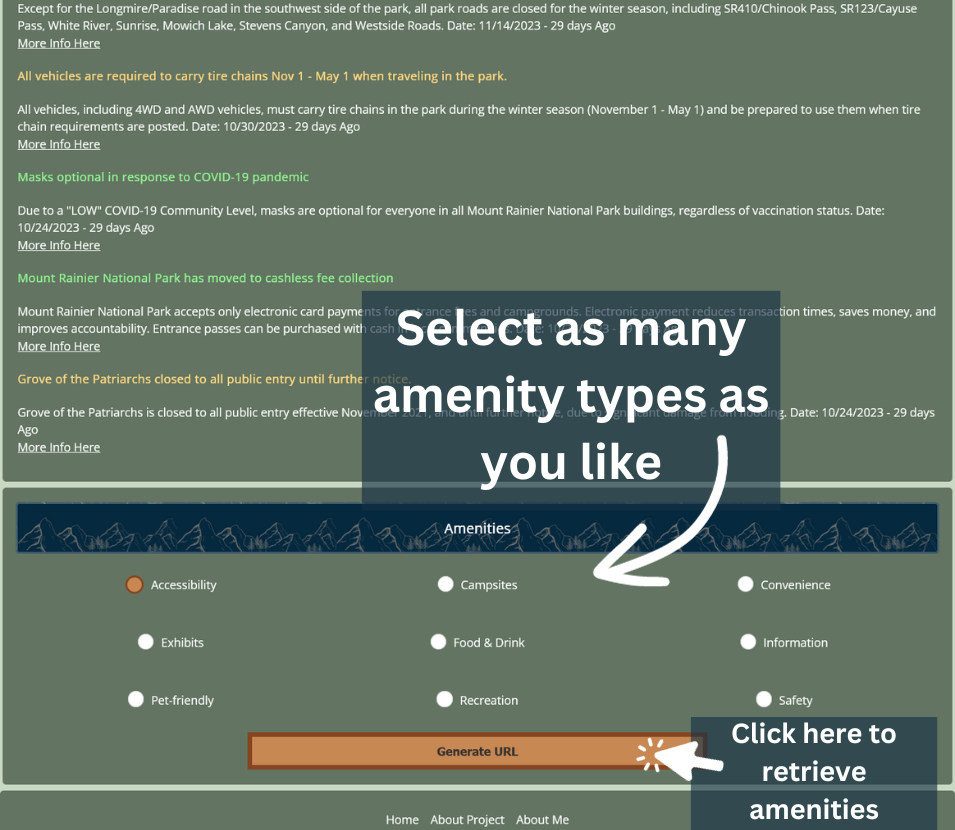 Except for the Longmire/Paradise road in the southwest side of the park, all park roads are closed for the winter season, including SR410/Chinook Pass, SR123/Cayuse
Pass, White River, Sunrise, Mowich Lake, Stevens Canyon, and Westside Roads. Date: 11/14/2023 - 29 days Ago
More Info Here
All vehicles are required to carry tire chains Nov 1 - May 1 when traveling in the park.
All vehicles, including 4WD and AWD vehicles, must carry tire chains in the park during the winter season (November 1 - May 1) and be prepared to use them when tire
chain requirements are posted. Date: 10/30/2023 - 29 days Ago
More Info Here
Masks optional in response to COVID-19 pandemic
Due to a "LOW" COVID-19 Community Level, masks are optional for everyone in all Mount Rainier National Park buildings, regardless of vaccination status. Date:
10/24/2023 - 29 days Ago
More Info Here
Mount Rainier National Park has moved to cashless fee collection
Mount Rainier National Park accepts only electronic card payments for entrance fees and campgrounds. Electronic payment reduces transaction times, saves money, and
improves accountability. Entrance passes can be purchased with cash
More Info Here
Grove of the Patriarchs closed to all public entry until further notice.
Grove of the Patriarchs is closed to all public entry effective November 2021, and until further notice, due to significant damage from flooding. Date: 10/24/2023 - 29 days
Ago
More Info Here
Select as many
amenity types as
you like
Amenities
Accessibility
Campsites
Convenience
Exhibits
Food & Drink
Information
Pet-friendly
Recreation
Safety
Generate URL
Click here to
retrieve
amenities
Home About Project About Me